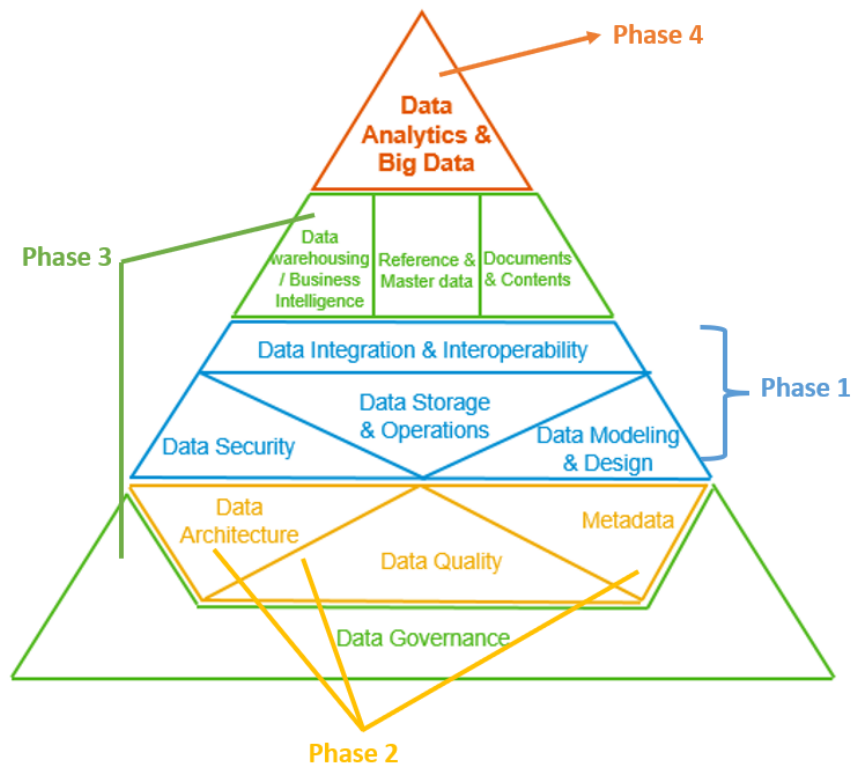 Phase 4
Data
Analytics &
Big Data
Phase 3
Data
warehousing
/ Business
Intelligence
Reference &
Master data
Documents
& Contents
Data Integration & Interoperability
Phase 1
Data Storage
& Operations
Data Security
Data Modeling
& Design
Data
Architecture
Metadata
Data Quality
Data Governance
Phase 2